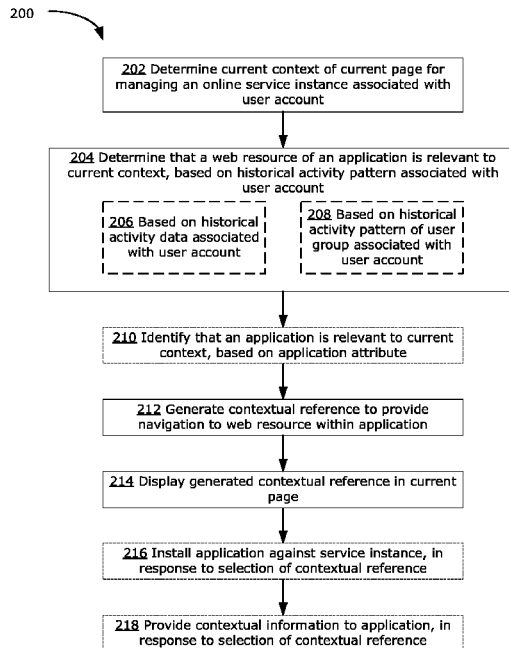 200
202 Determine current context of current page for
managing an online service instance associated with
user account
204 Determine that a web resource of an application is relevant to
current context, based on historical activity pattern associated with
user account
206 Based on historical
activity data associated
with user account
208 Based on historical
activity pattern of user
group associated with
user account
210 Identify that an application is relevant to current
context, based on application attribute
212 Generate contextual reference to provide
navigation to web resource within application
214 Display generated contextual reference in current
page
216 Install application against service instance, in
response to selection of contextual reference
218 Provide contextual information to application, in
response to selection of contextual reference